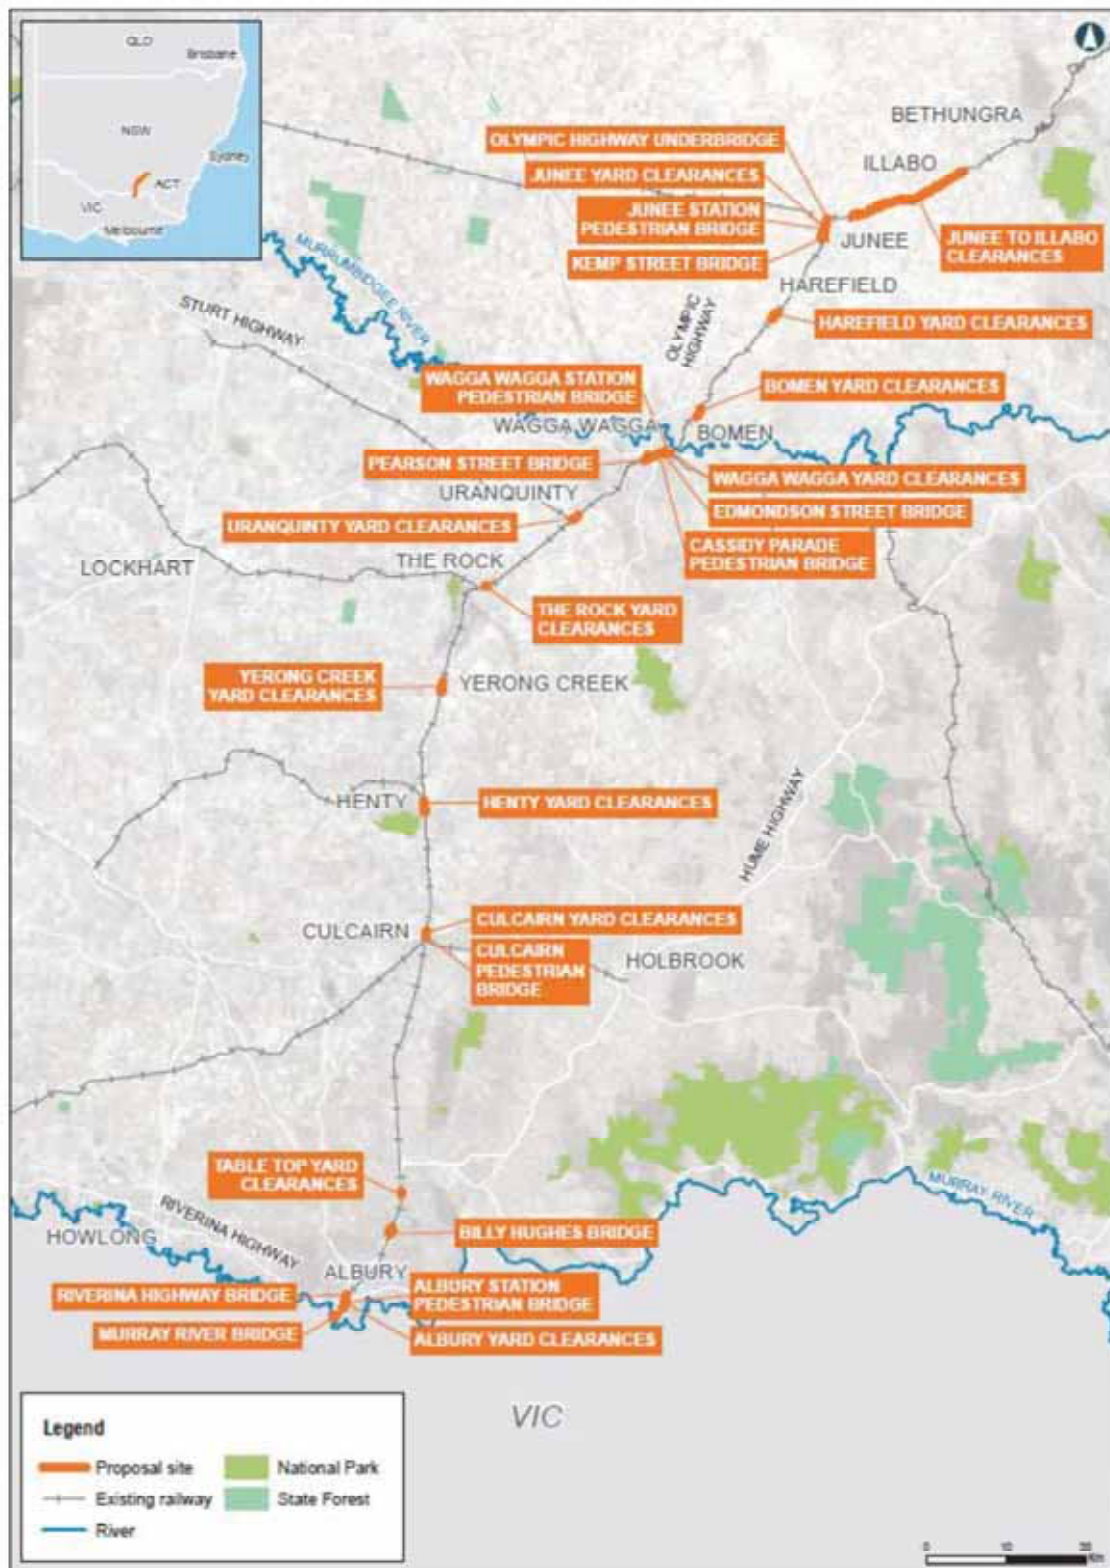 QLD
Brisbane
NSW
Sydney
ACT
VIC
Melbourne
BETHUNGRA
OLYMPIC HIGHWAY UNDERBRIDGE
ILLABO
JUNEE YARD CLEARANCES
JUNEE STATION
PEDESTRIAN BRIDGE
JUNEE
JUNEE TO ILLABO
CLEARANCES
KEMP STREET BRIDGE
MURRUMBIDGEE RIVER
HAREFIELD
STURT HIGHWAY
OLYMPIC
HIGHWAY
HAREFIELD YARD CLEARANCES
WAGGA WAGGA STATION
PEDESTRIAN BRIDGE
BOMEN YARD CLEARANCES
WAGGA WAGGA
BOMEN
PEARSON STREET BRIDGE
WAGGA WAGGA YARD CLEARANCES
URANQUINTY
EDMONDSON STREET BRIDGE
URANQUINTY YARD CLEARANCES
CASSIDY PARADE
PEDESTRIAN BRIDGE
THE ROCK
LOCKHART
THE ROCK YARD
CLEARANCES
YERONG CREEK
YARD CLEARANCES
YERONG CREEK
HENTY
HENTY YARD CLEARANCES
HUME HIGHWAY
CULCAIRN YARD CLEARANCES
CULCAIRN
CULCAIRN
PEDESTRIAN
BRIDGE
HOLBROOK
TABLE TOP YARD
CLEARANCES
MURRAY RIVER
RIVERINA HIGHWAY
BILLY HUGHES BRIDGE
HOWLONG
ALBURY
RIVERINA HIGHWAY BRIDGE
ALBURY STATION
PEDESTRIAN BRIDGE
MURRAY RIVER BRIDGE
ALBURY YARD CLEARANCES
VIC
Legend
Proposal site
National Park
Existing railway
State Forest
River
0
10